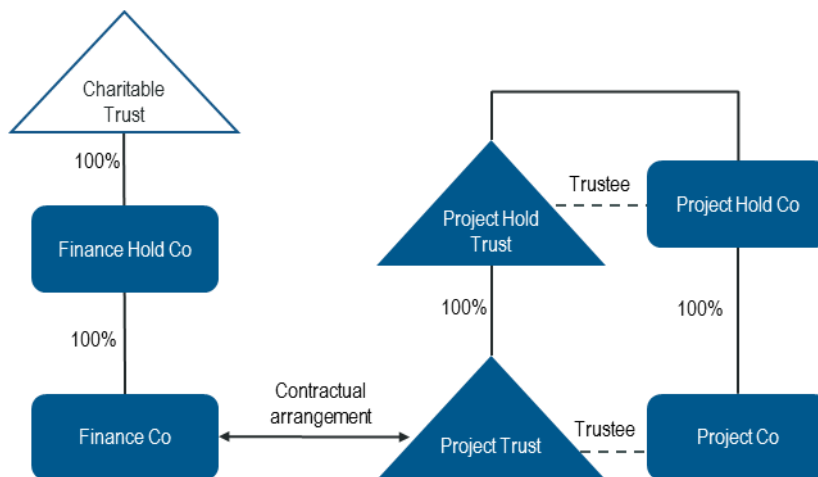 Charitable
Trust
100%
Trustee
Project Hold Co
Project Hold
Trust
Finance Hold Co
100%
100%
100%
Contractual
arrangement
Trustee
Finance Co
Project Trust
Project Co